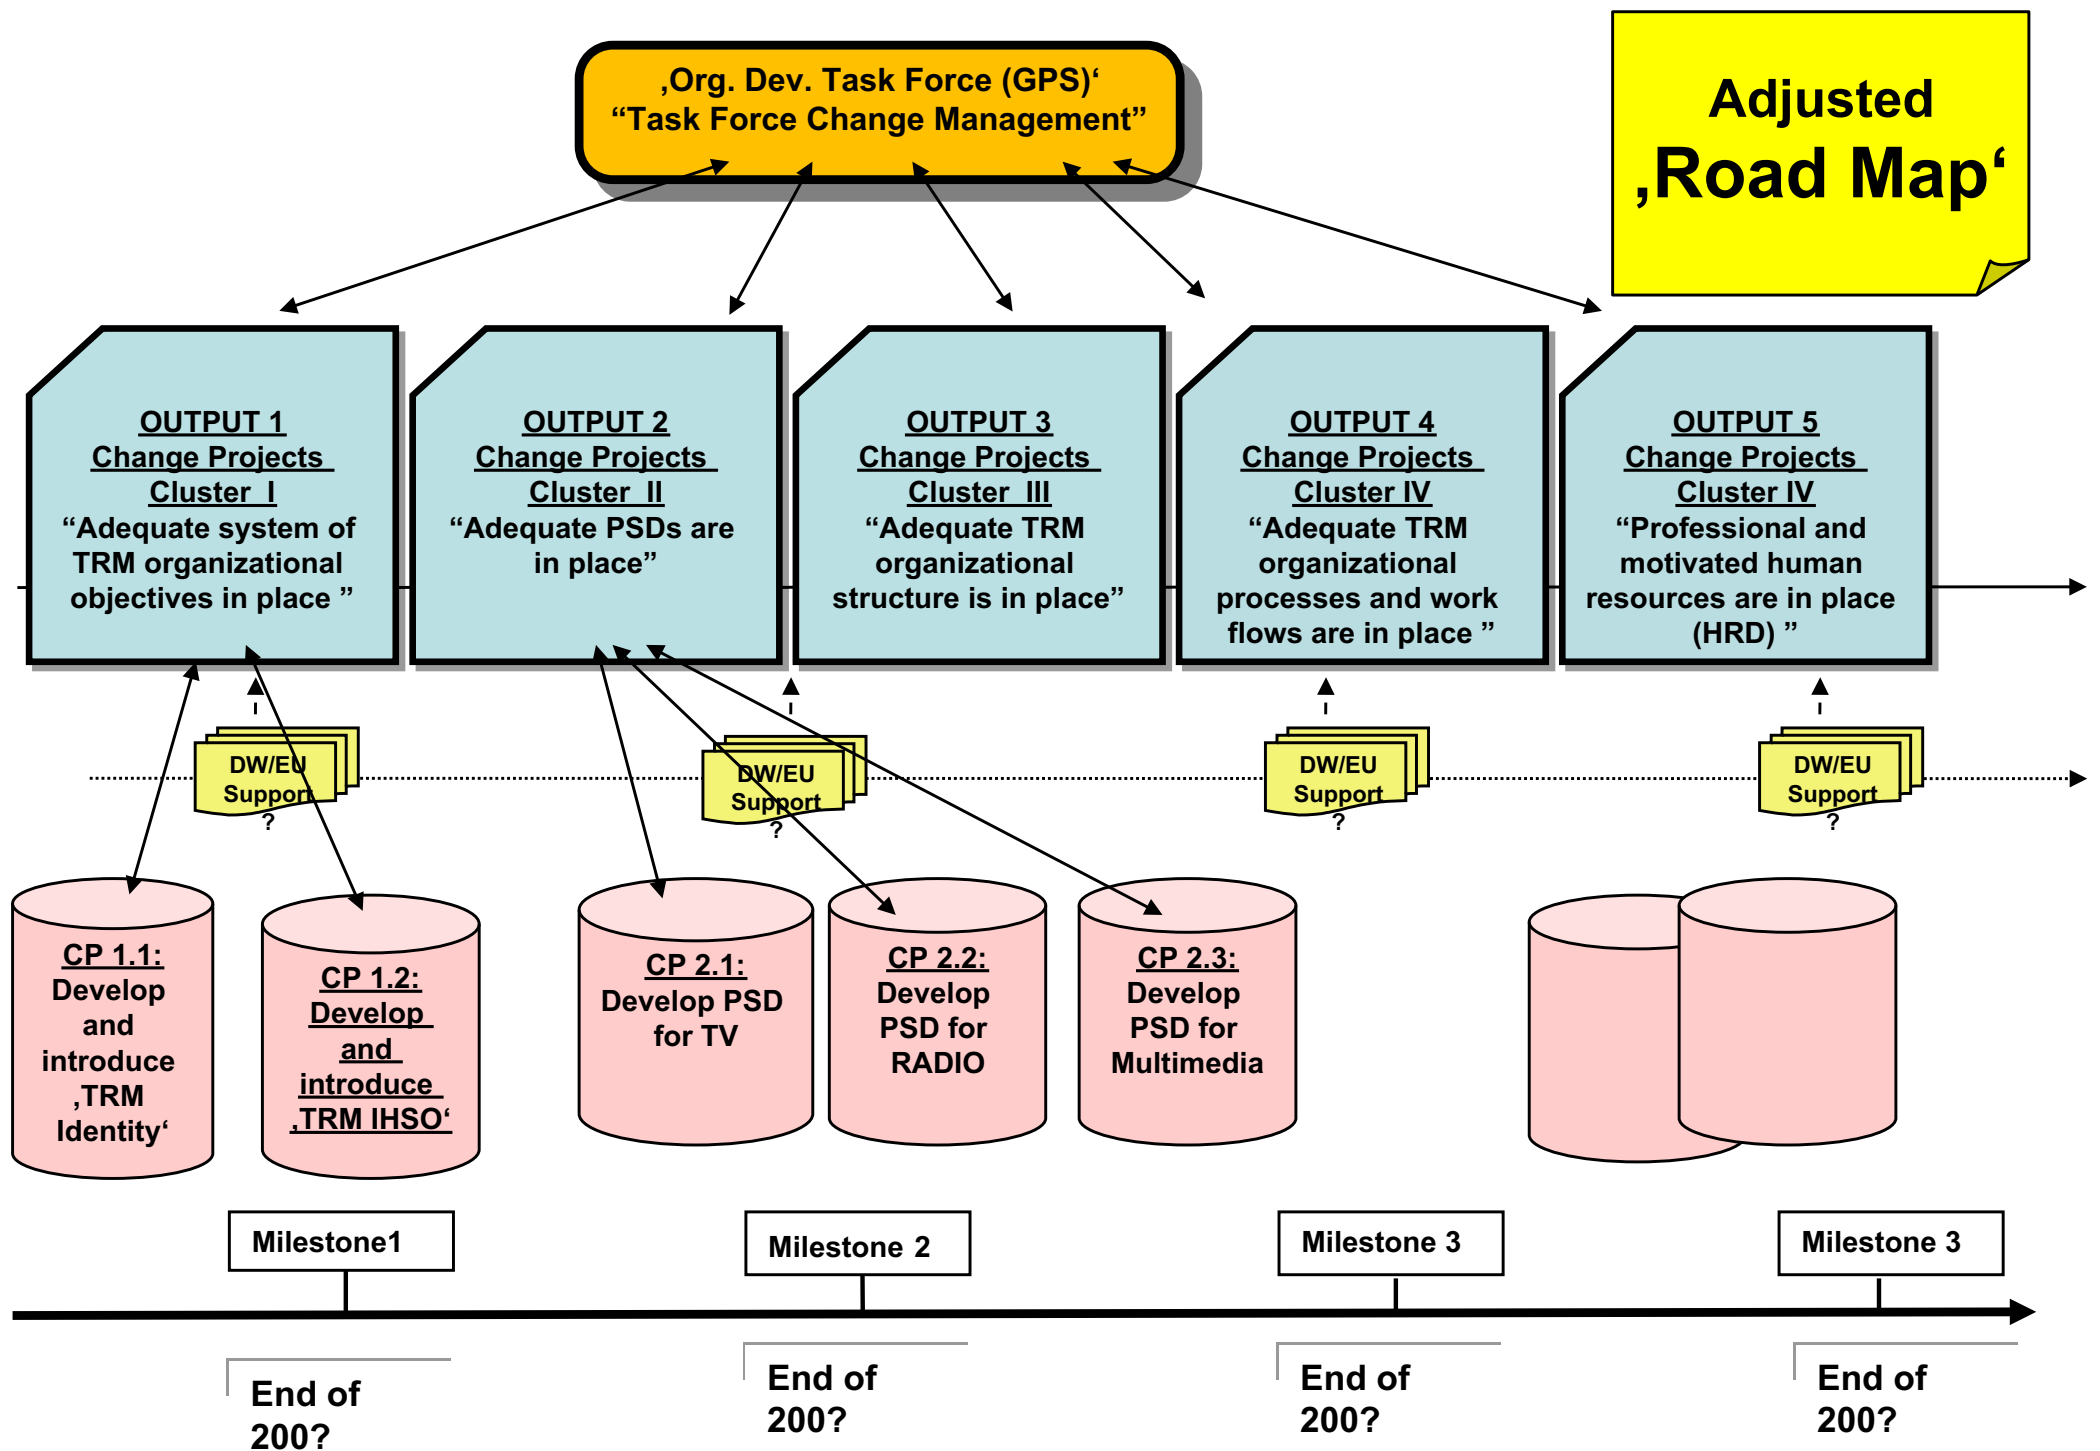 ‚Org. Dev. Task Force (GPS)‘
“Task Force Change Management”
Adjusted
‚Road Map‘
OUTPUT 1
Change Projects
Cluster I
“Adequate system of
TRM organizational
objectives in place ”
OUTPUT 2
Change Projects
Cluster II
“Adequate PSDs are
in place”
OUTPUT 3
Change Projects
Cluster III
“Adequate TRM
organizational
structure is in place”
OUTPUT 4
Change Projects
Cluster IV
“Adequate TRM
organizational
processes and work
flows are in place ”
OUTPUT 5
Change Projects
Cluster IV
“Professional and
motivated human
resources are in place
(HRD) ”
DW/EU
Support
?
DW/EU
Support
?
DW/EU
Support
?
DW/EU
Support
?
CP 1.1:
Develop
and
introduce
‚TRM
Identity‘
CP 1.2:
Develop
and
introduce
‚TRM IHSO‘
CP 2.1:
Develop PSD
for TV
CP 2.2:
Develop
PSD for
RADIO
CP 2.3:
Develop
PSD for
Multimedia
Milestone1
Milestone 2
Milestone 3
Milestone 3
End of
200?
End of
200?
End of
200?
End of
200?